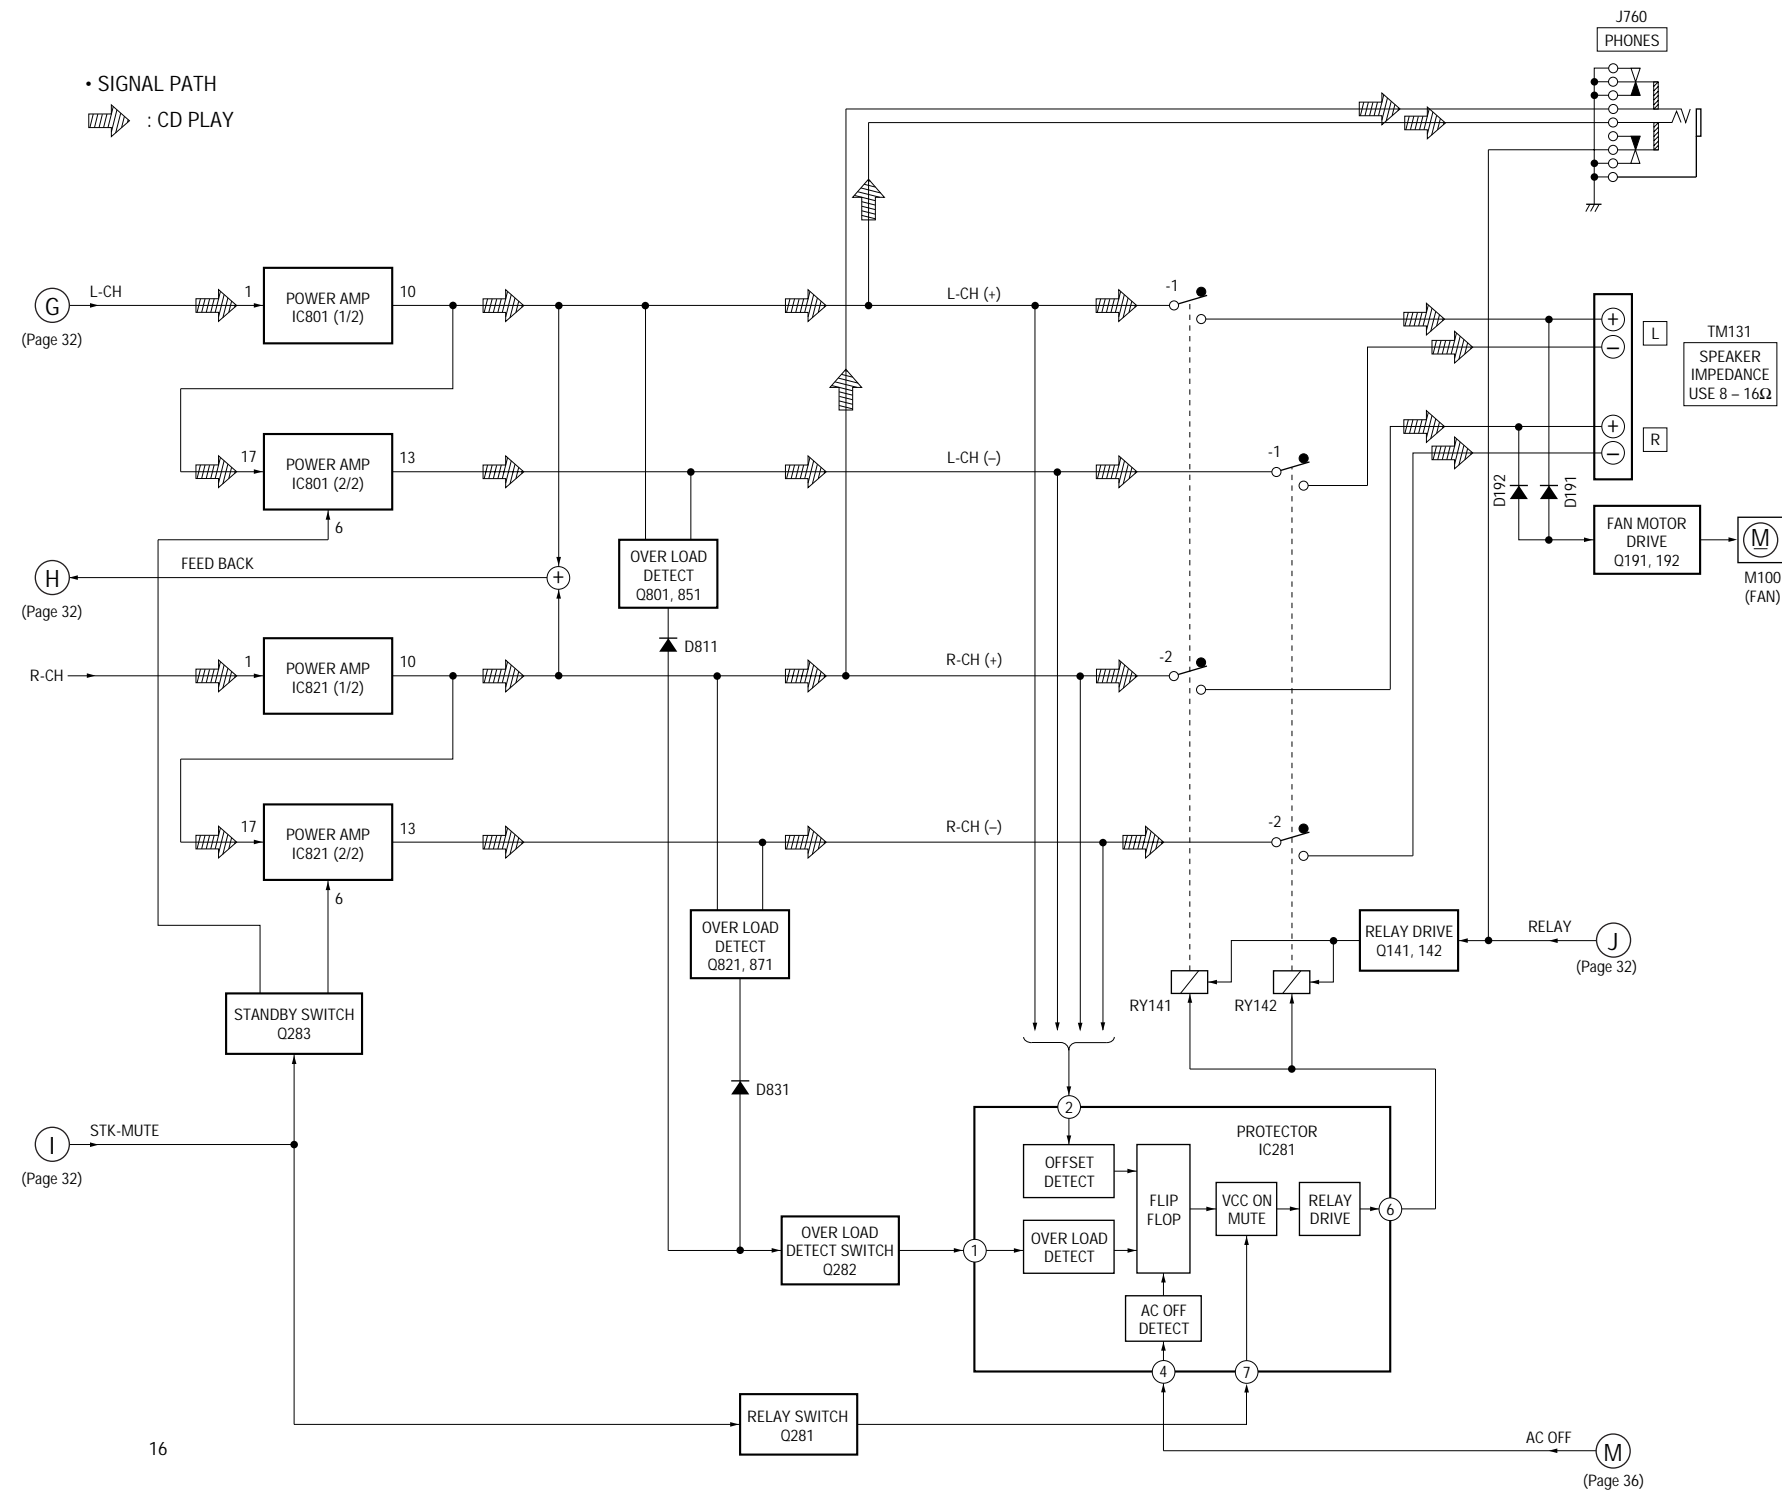 J760
PHONES
• SIGNAL PATH
: CD PLAY
G
L-CH
(Page 32)
1
POWER AMP
IC801 (1/2)
10
L-CH (+)
-1
+
–
L
TM131
SPEAKER
IMPEDANCE
USE 8 – 16Ω
17
POWER AMP
IC801 (2/2)
13
6
L-CH (–)
-1
+
–
R
D192
D191
FAN MOTOR
DRIVE
Q191, 192
M
M100
(FAN)
H
FEED BACK
(Page 32)
+
OVER LOAD
DETECT
Q801, 851
D811
R-CH
1
POWER AMP
IC821 (1/2)
10
R-CH (+)
-2
17
POWER AMP
IC821 (2/2)
13
6
R-CH (–)
-2
OVER LOAD
DETECT
Q821, 871
RELAY DRIVE
Q141, 142
RELAY
J
(Page 32)
RY141
RY142
STANDBY SWITCH
Q283
D831
I
STK-MUTE
(Page 32)
2
PROTECTOR
IC281
OFFSET
DETECT
FLIP
FLOP
VCC ON
MUTE
RELAY
DRIVE
6
OVER LOAD
DETECT SWITCH
Q282
1
OVER LOAD
DETECT
AC OFF
DETECT
4
7
RELAY SWITCH
Q281
AC OFF
M
(Page 36)
16